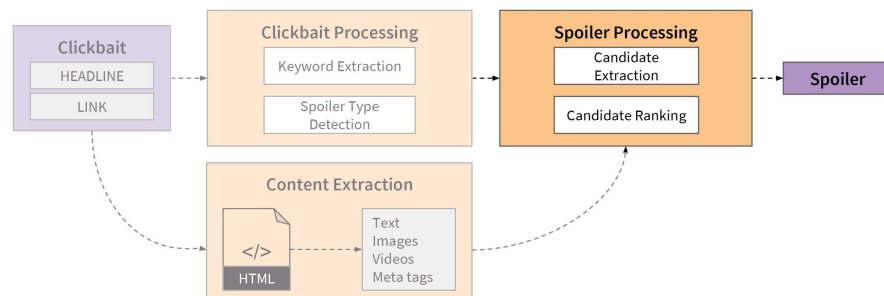 Clickbait
HEADLINE
LINK
Clickbait Processing
Keyword Extraction
Spoiler Type
Detection
Spoiler Processing
Candidate
Extraction
Candidate Ranking
Spoiler
Content Extraction
</>
HTML
Text
Images
Videos
Meta tags